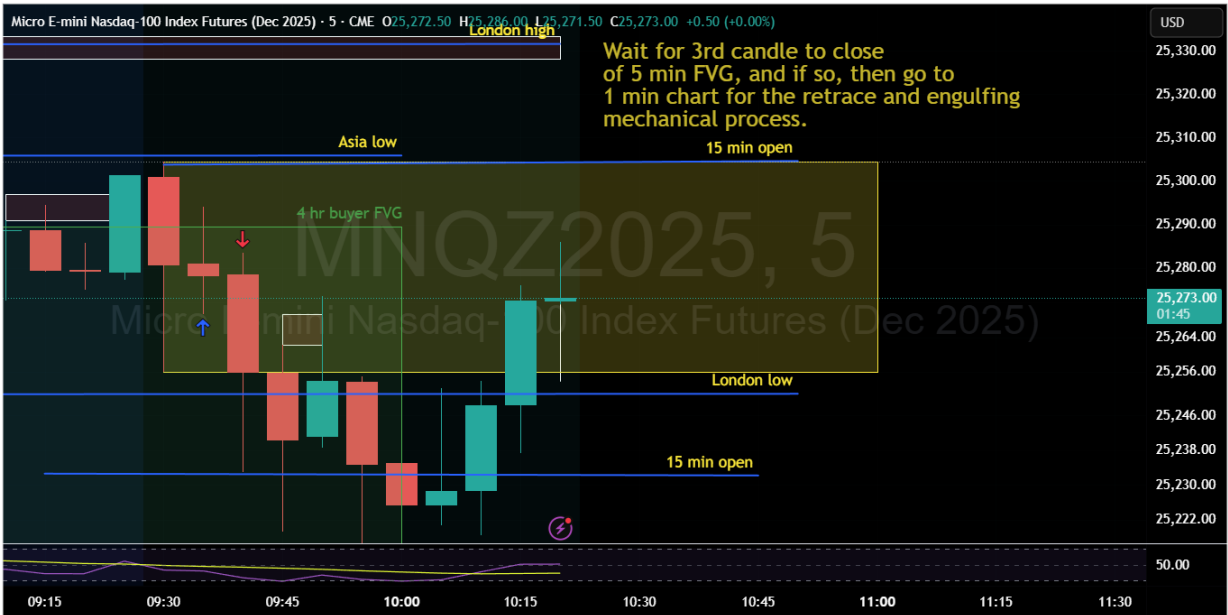 Micro E-mini Nasdaq-100 Index Futures (Dec 2025) · 5 · CME O25,272.50 H25,286.00 L25,271.50 C25,273.00 +0.50 (+0.00%)
USD
London high
Wait for 3rd candle to close
of 5 min FVG, and if so, then go to
1 min chart for the retrace and engulfing
mechanical process.
25,330.00
25,320.00
25,310.00
Asia low
15 min open
25,300.00
4 hr buyer FVG
25,290.00
MNQZ2025, 5
25,280.00
25,273.00
01:45
Micro E-mini Nasdaq-100 Index Futures (Dec 2025)
25,264.00
25,256.00
London low
25,246.00
25,238.00
15 min open
25,230.00
25,222.00
50.00
09:15
09:30
09:45
10:00
10:15
10:30
10:45
11:00
11:15
11:30